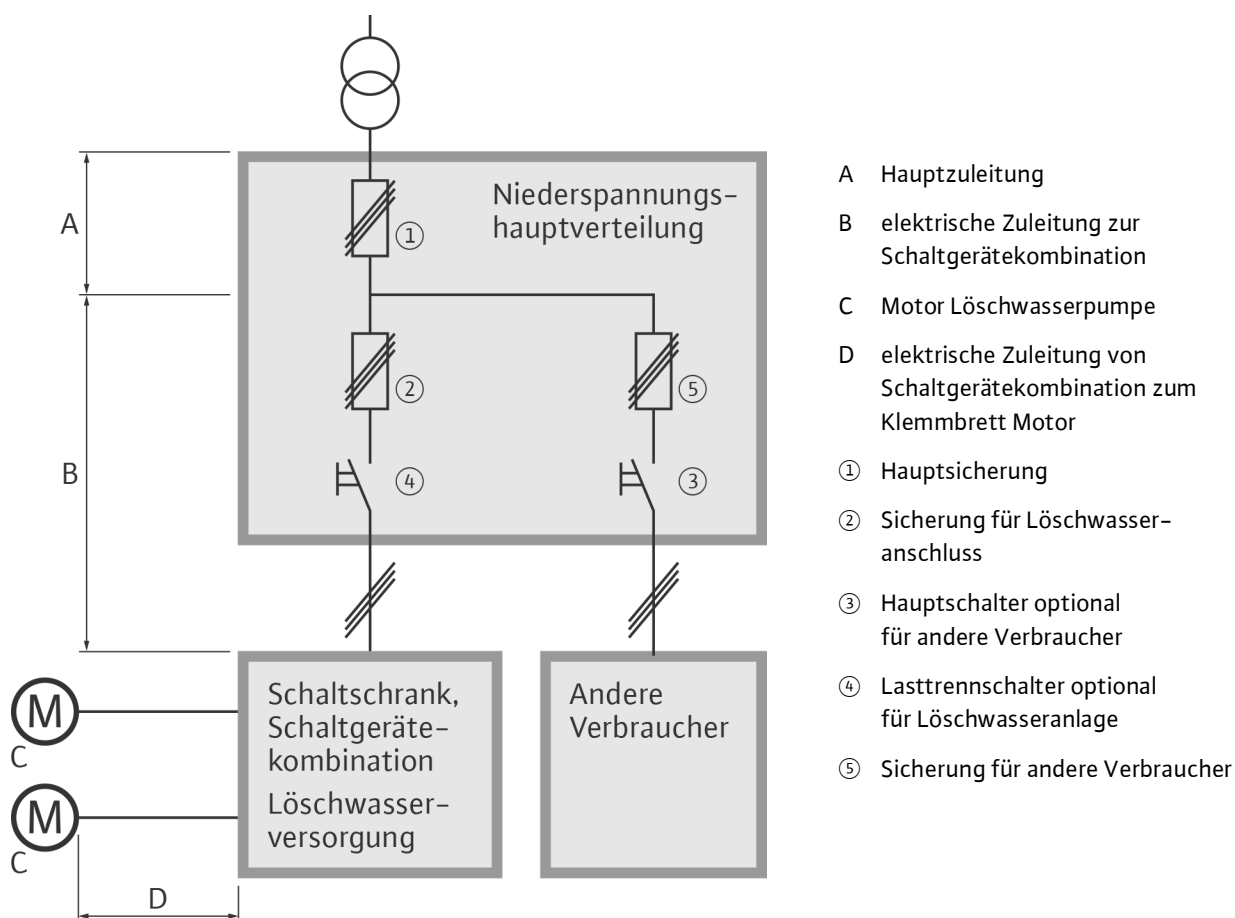 Niederspannungs-
hauptverteilung
A
①
②
⑤
B
④
③
Schaltschrank,
Schaltgeräte-
kombination
Löschwasser-
versorgung
Andere
Verbraucher
M
C
M
C
D
A Hauptzuleitung
B elektrische Zuleitung zur
Schaltgerätekombination
C Motor Löschwasserpumpe
D elektrische Zuleitung von
Schaltgerätekombination zum
Klemmbrett Motor
① Hauptsicherung
② Sicherung für Löschwasser-
anschluss
③ Hauptschalter optional
für andere Verbraucher
④ Lasttrennschalter optional
für Löschwasseranlage
⑤ Sicherung für andere Verbraucher